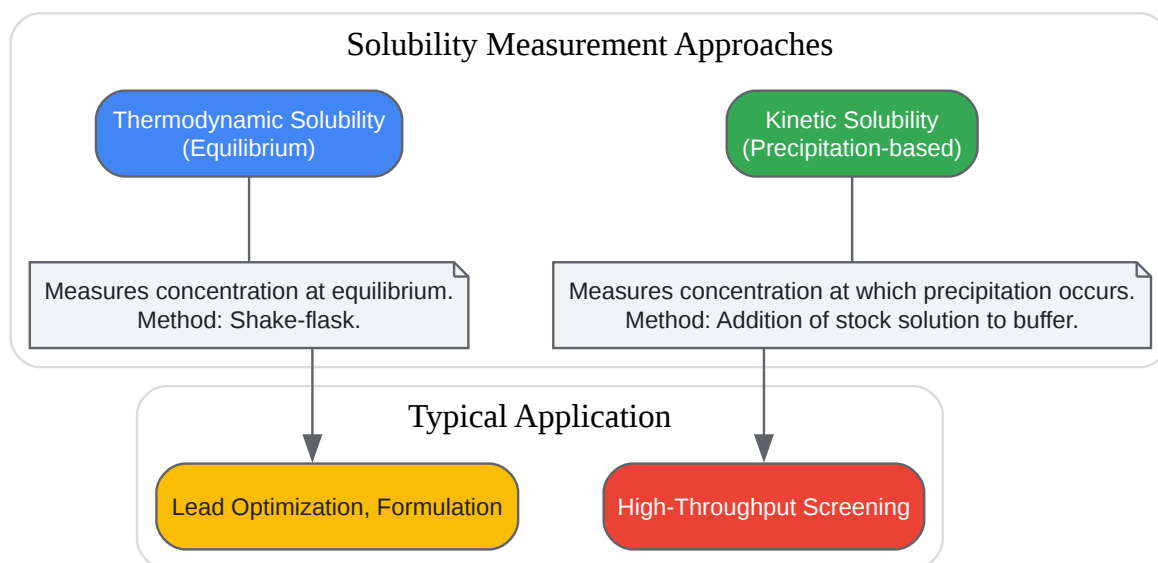 Solubility Measurement Approaches
Thermodynamic Solubility
(Equilibrium)
Kinetic Solubility
(Precipitation-based)
Measures concentration at equilibrium.
Method: Shake-flask.
Measures concentration at which precipitation occurs.
Method: Addition of stock solution to buffer.
Typical Application
Lead Optimization, Formulation
High-Throughput Screening